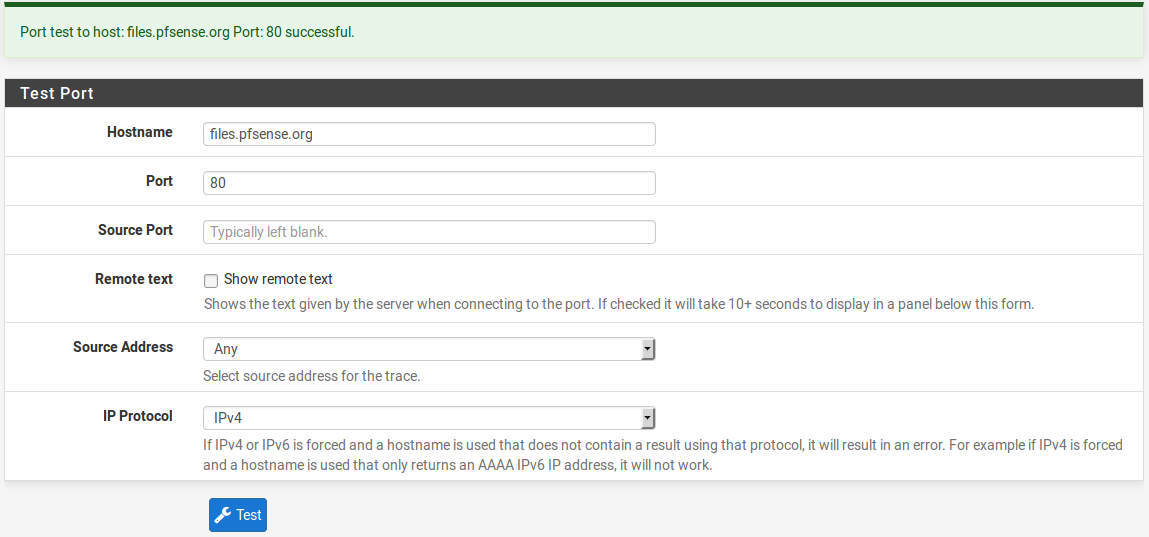 Port test to host: files.pfsense.org Port: 80 successful.
Test Port
Hostname
files.pfsense.org
Port
80
Source Port
Typically left blank.
Remote text
Show remote text
Shows the text given by the server when connecting to the port. If checked it will take 10+ seconds to display in a panel below this form.
Source Address
Any
Select source address for the trace.
IP Protocol
IPv4
If IPv4 or IPv6 is forced and a hostname is used that does not contain a result using that protocol, it will result in an error. For example if IPv4 is forced
and a hostname is used that only returns an AAAA IPv6 IP address, it will not work.
Test